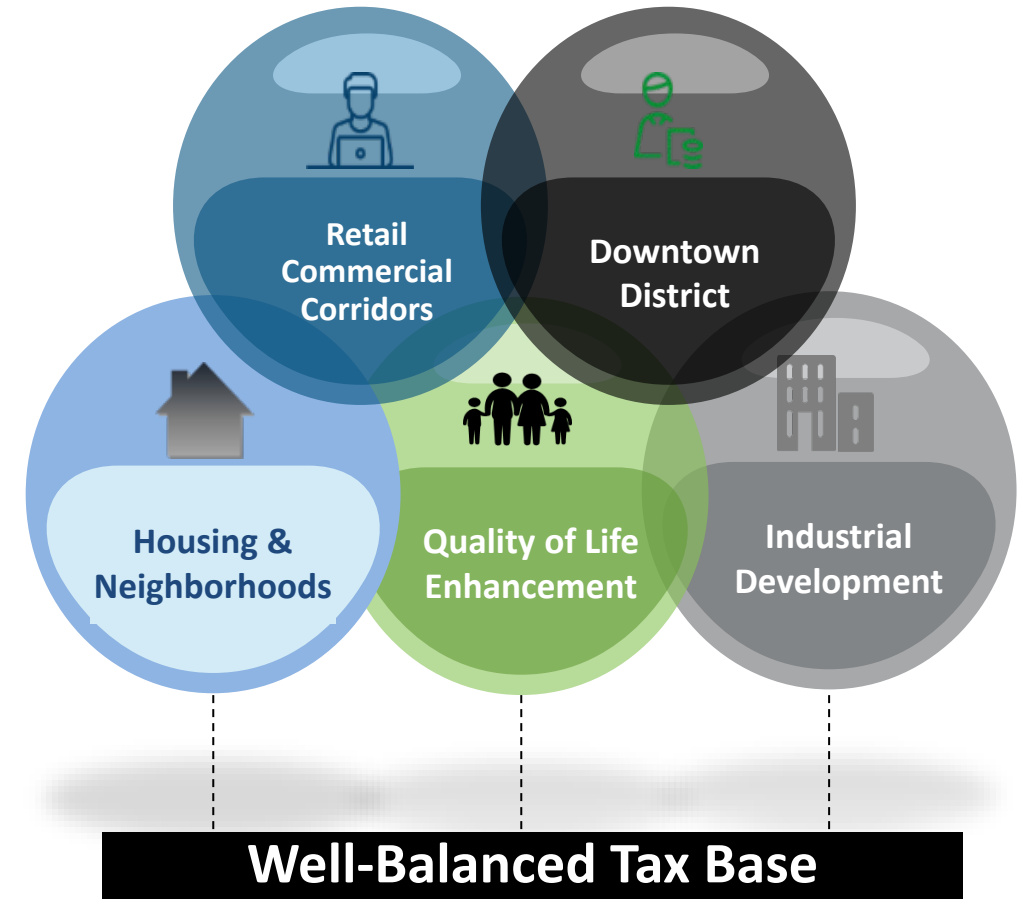 Retail
Commercial
Corridors
Downtown
District
Housing &
Neighborhoods
Quality of Life
Enhancement
Industrial
Development
Well-Balanced Tax Base